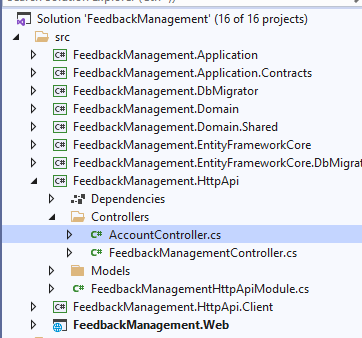 Solution 'FeedbackManagement' (16 of 16 projects)
src
C# FeedbackManagement.Application
C# FeedbackManagement.Application.Contracts
C# FeedbackManagement.DbMigrator
C# FeedbackManagement.Domain
C# FeedbackManagement.Domain.Shared
C# FeedbackManagement.EntityFrameworkCore
C# FeedbackManagement.EntityFrameworkCore.DbMigrat
C# FeedbackManagement.HttpApi
Dependencies
Controllers
C# AccountController.cs
C# FeedbackManagementController.cs
Models
C# FeedbackManagementHttpApiModule.cs
C# FeedbackManagement.HttpApi.Client
FeedbackManagement.Web